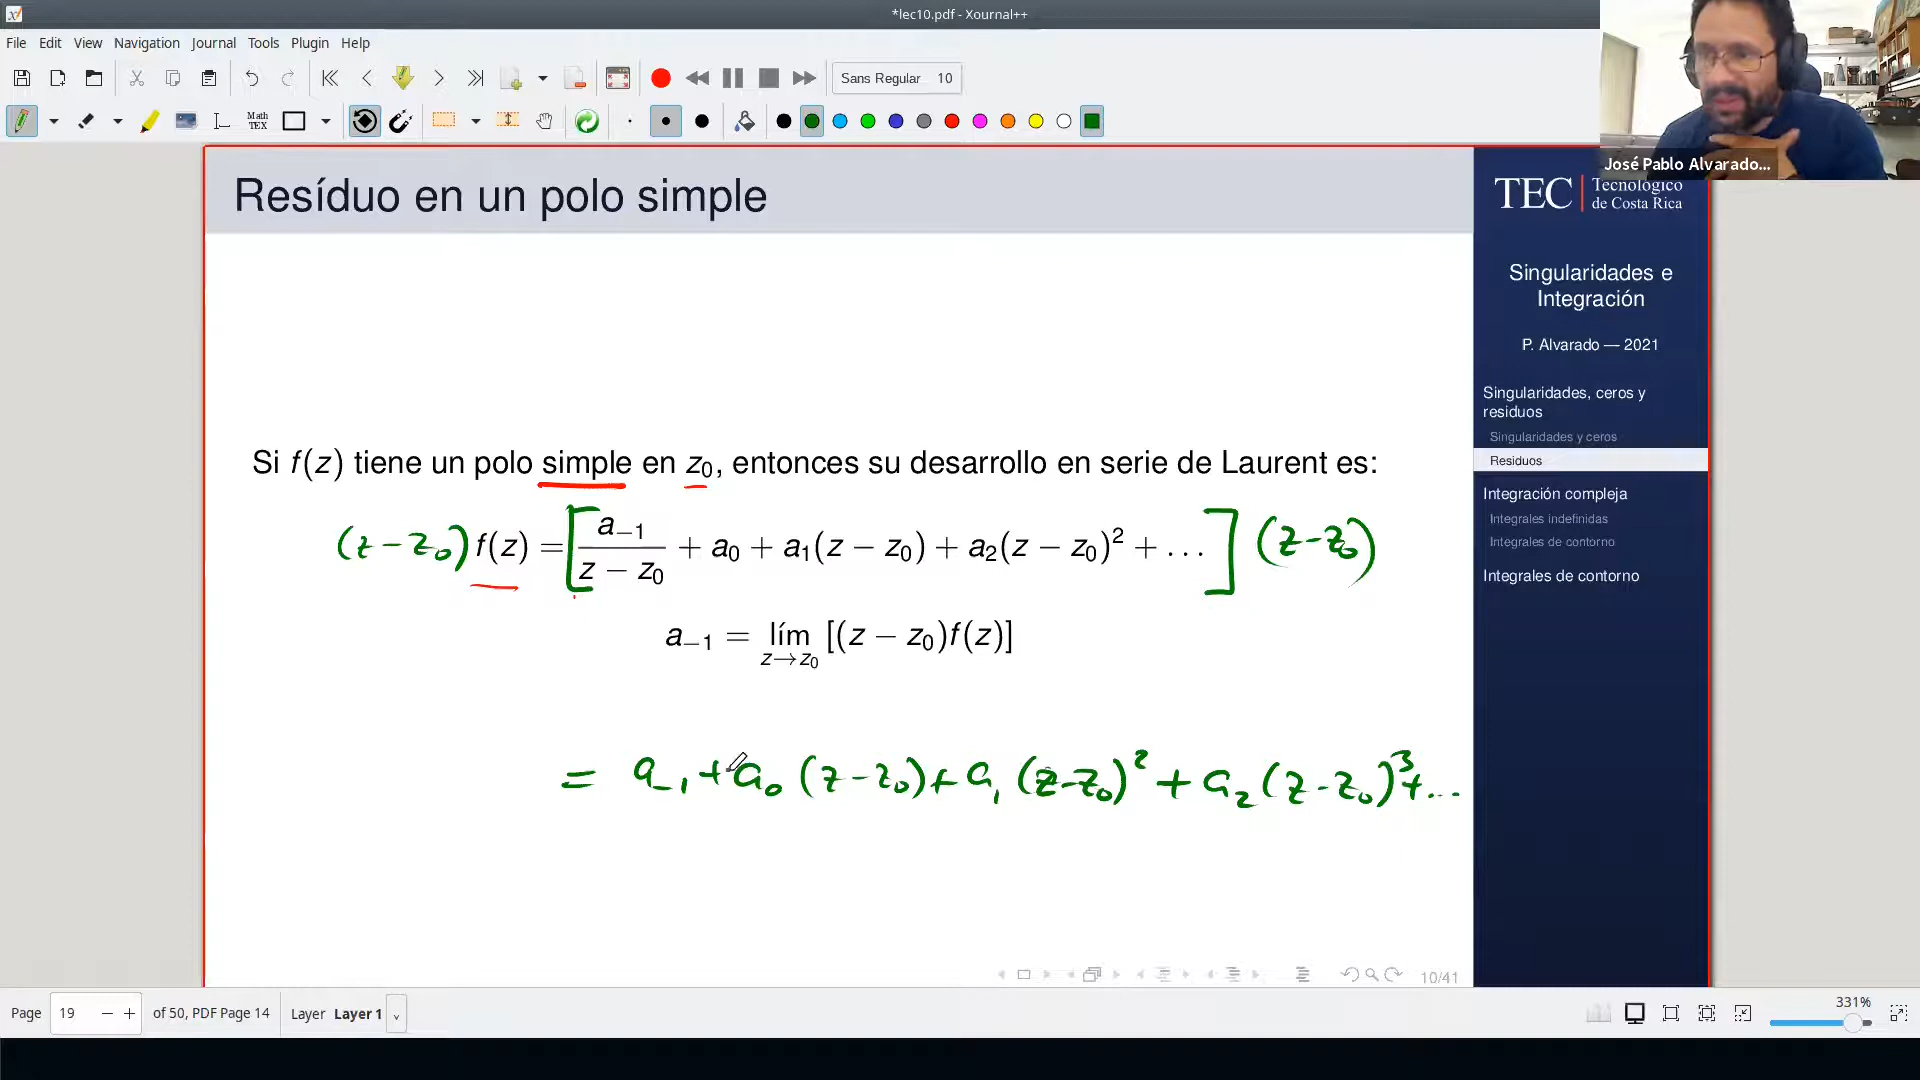 *lec10.pdf - Xournal++
File Edit View Navigation Journal Tools Plugin Help
Sans Regular 10
Math TEX
José Pablo Alvarado...
Resíduo en un polo simple
TEC | Tecnológico de Costa Rica
Singularidades e
Integración
P. Alvarado — 2021
Singularidades, ceros y
residuos
Singularidades y ceros
Residuos
Integración compleja
Integrales indefinidas
Integrales de contorno
Integrales de contorno
Si f(z) tiene un polo simple en z₀, entonces su desarrollo en serie de Laurent es:
(z-z₀) f(z) = [a₋₁/(z − z₀) + a₀ + a₁(z − z₀) + a₂(z − z₀)² + ...] (z-z₀)
a₋₁ = lím z→z₀ [(z − z₀)f(z)]
= a₋₁ + a₀ (z-z₀) + a₁ (z-z₀)² + a₂ (z-z₀)³ + ...
10/41
Page 19 of 50, PDF Page 14 Layer Layer 1 331%